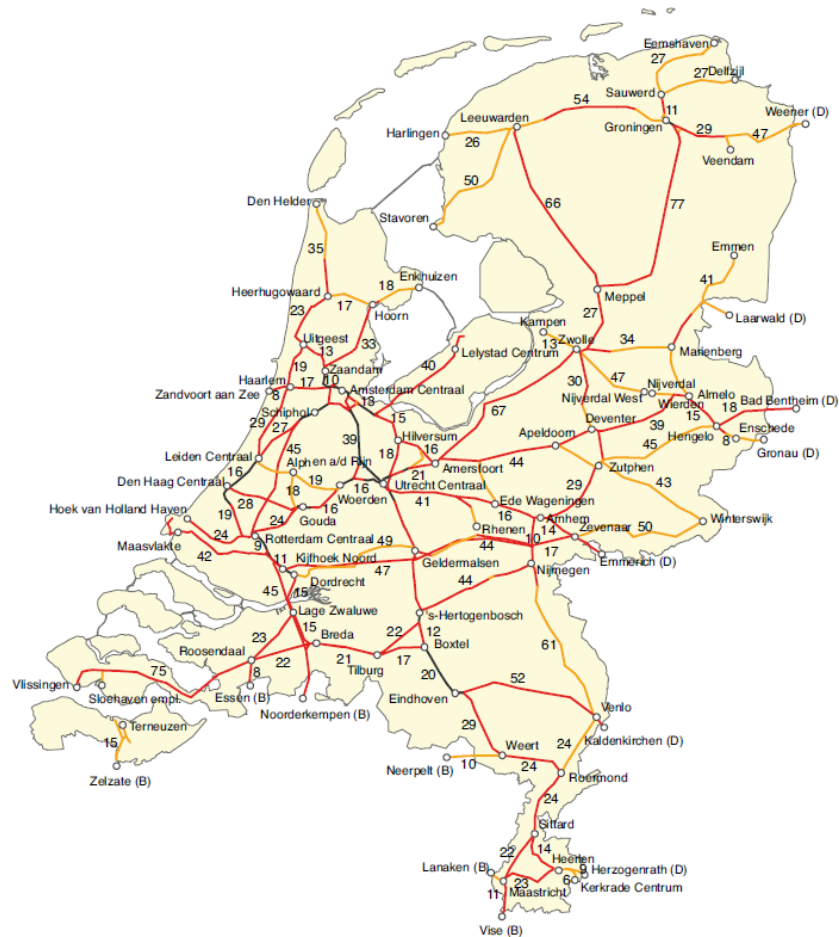 Eemshaven
27
27
Delfzijl
Sauwerd
54
11
Leeuwarden
Weener (D)
Harlingen
26
Groningen
29
47
Veendam
50
Den Helder
66
77
Stavoren
35
Emmen
41
Enkhuizen
18
Heerhugowaard
17
Meppel
23
Hoorn
27
Laarwald (D)
Kampen
13
Uitgeest
13
33
Zwolle
34
Lelystad Centrum
Marienberg
40
19
Zaandam
Haarlem
17
10
Amsterdam Centraal
47
Nijverdal
Zandvoort aan Zee
8
13
30
Nijverdal West
Almelo
Wierden
Bad Bentheim (D)
18
Schiphol
15
67
15
29
27
Deventer
39
Enschede
Hilversum
Apeldoorn
Hengelo
8
39
16
45
Gronau (D)
45
18
Leiden Centraal
21
Amersfoort
44
16
Alphen a/d Rijn
Zutphen
Den Haag Centraal
19
16
Utrecht Centraal
43
Woerden
18
29
28
41
Ede Wageningen
Hoek van Holland Haven
19
16
Gouda
16
Arnhem
Winterswijk
24
24
Rhenen
14
Zevenaar
50
Rotterdam Centraal
Maasvlakte
9
49
44
10
42
11
Kijfhoek Noord
Geldermalsen
17
Emmerich (D)
47
Nijmegen
Dordrecht
45
15
44
Lage Zwaluwe
's-Hertogenbosch
15
22
12
61
23
Breda
Boxtel
Roosendaal
22
21
17
75
8
Tilburg
20
52
Vlissingen
Essen (B)
Sloehaven empl.
Eindhoven
Noorderkempen (B)
Venlo
Terneuzen
29
Kaldenkirchen (D)
15
24
Weert
Neerpelt (B)
10
24
Zelzate (B)
Roermond
24
Sittard
22
14
Heerlen
Lanaken (B)
9
Herzogenrath (D)
23
6
Kerkrade Centrum
11
Maastricht
Vise (B)